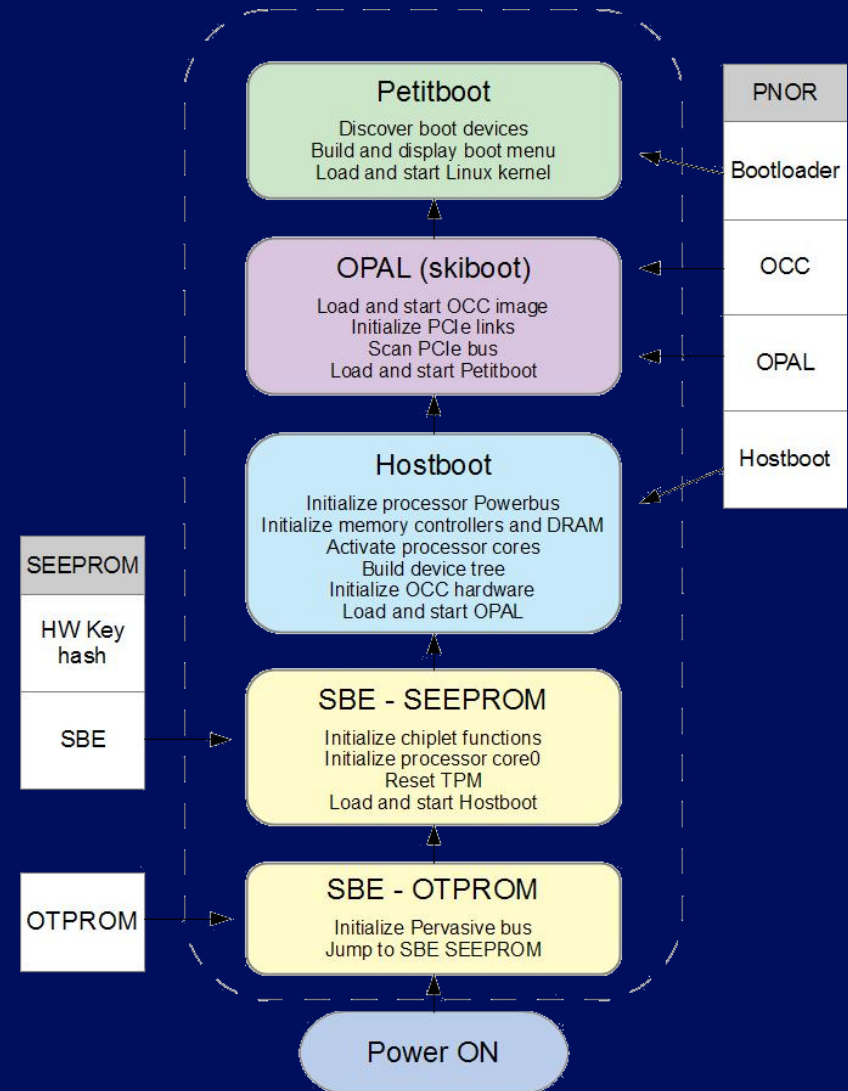 Petitboot
Discover boot devices
Build and display boot menu
Load and start Linux kernel
OPAL (skiboot)
Load and start OCC image
Initialize PCIe links
Scan PCIe bus
Load and start Petitboot
Hostboot
Initialize processor Powerbus
Initialize memory controllers and DRAM
Activate processor cores
Build device tree
Initialize OCC hardware
Load and start OPAL
SBE - SEEPROM
Initialize chiplet functions
Initialize processor core0
Reset TPM
Load and start Hostboot
SBE - OTPROM
Initialize Pervasive bus
Jump to SBE SEEPROM
Power ON
PNOR
Bootloader
OCC
OPAL
Hostboot
SEEPROM
HW Key
hash
SBE
OTPROM